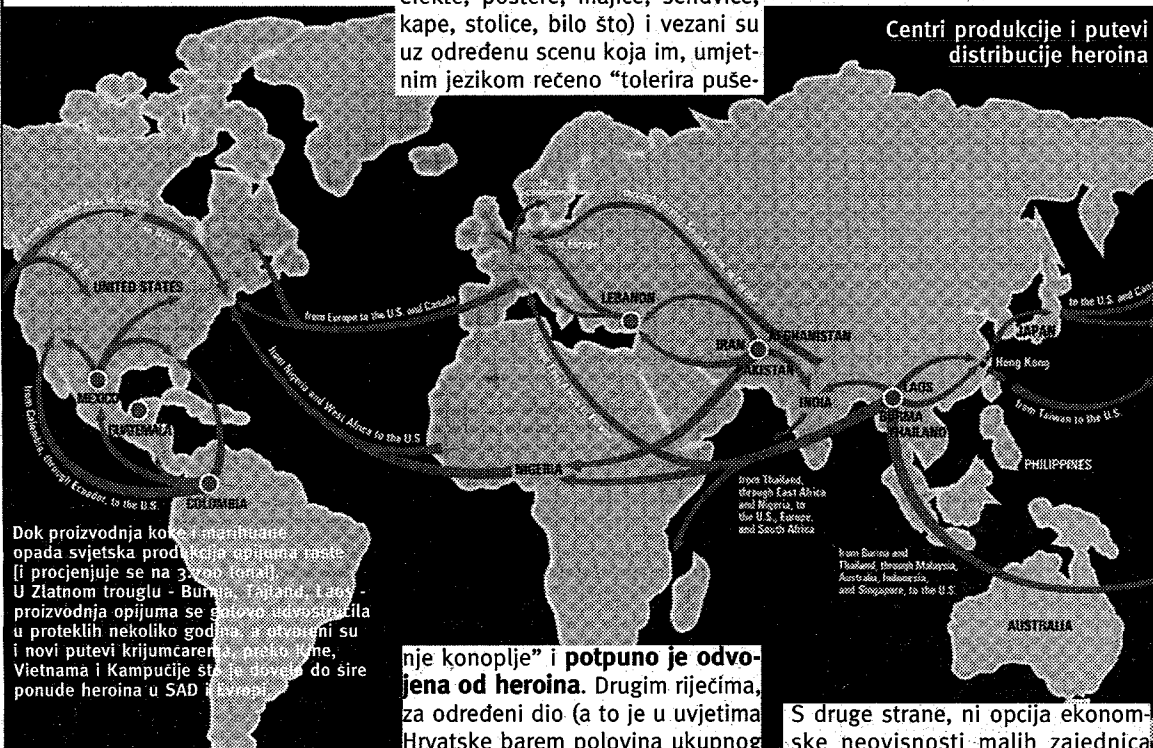 kape, stolice, bilo što) i vezani su
uz određenu scenu koja im, umjet-
nim jezikom rečeno “tolerira puše-
Centri produkcije i putevi
distribucije heroina
UNITED STATES
MEXICO
GUATEMALA
COLOMBIA
from Colombia, through Ecuador, to the U.S.
from Europe to the U.S. and Canada
from Nigeria and West Africa to the U.S.
NIGERIA
LEBANON
IRAN
AFGHANISTAN
PAKISTAN
INDIA
LAOS
BURMA
THAILAND
JAPAN
Hong Kong
to the U.S. and
from Taiwan to the U.S.
PHILIPPINES
from Thailand,
through East Africa
and Nigeria, to
the U.S., Europe,
and South Africa
from Burma and
Thailand, through Malaysia,
Australia, Indonesia,
and Singapore, to the U.S.
AUSTRALIA
Dok proizvodnja koke i marihuane
opada svjetska produkcija opijuma raste
[i procjenjuje se na tona].
U Zlatnom trouglu - Burma, Tajland, Laos -
proizvodnja opijuma se gotovo udvostručila
u proteklih nekoliko godina, a otvoreni su
i novi putevi krijumčarenja, preko Kine,
Vietnama i Kampučije što je dovelo do šire
ponude heroina u SAD i Evropi.
nje konoplje” i potpuno je odvo-
jena od heroina. Drugim riječima,
za određeni dio (a to je u uvjetima
Hrvatske barem polovina ukupnog
S druge strane, ni opcija ekonom-
ske neovisnosti malih zajednica